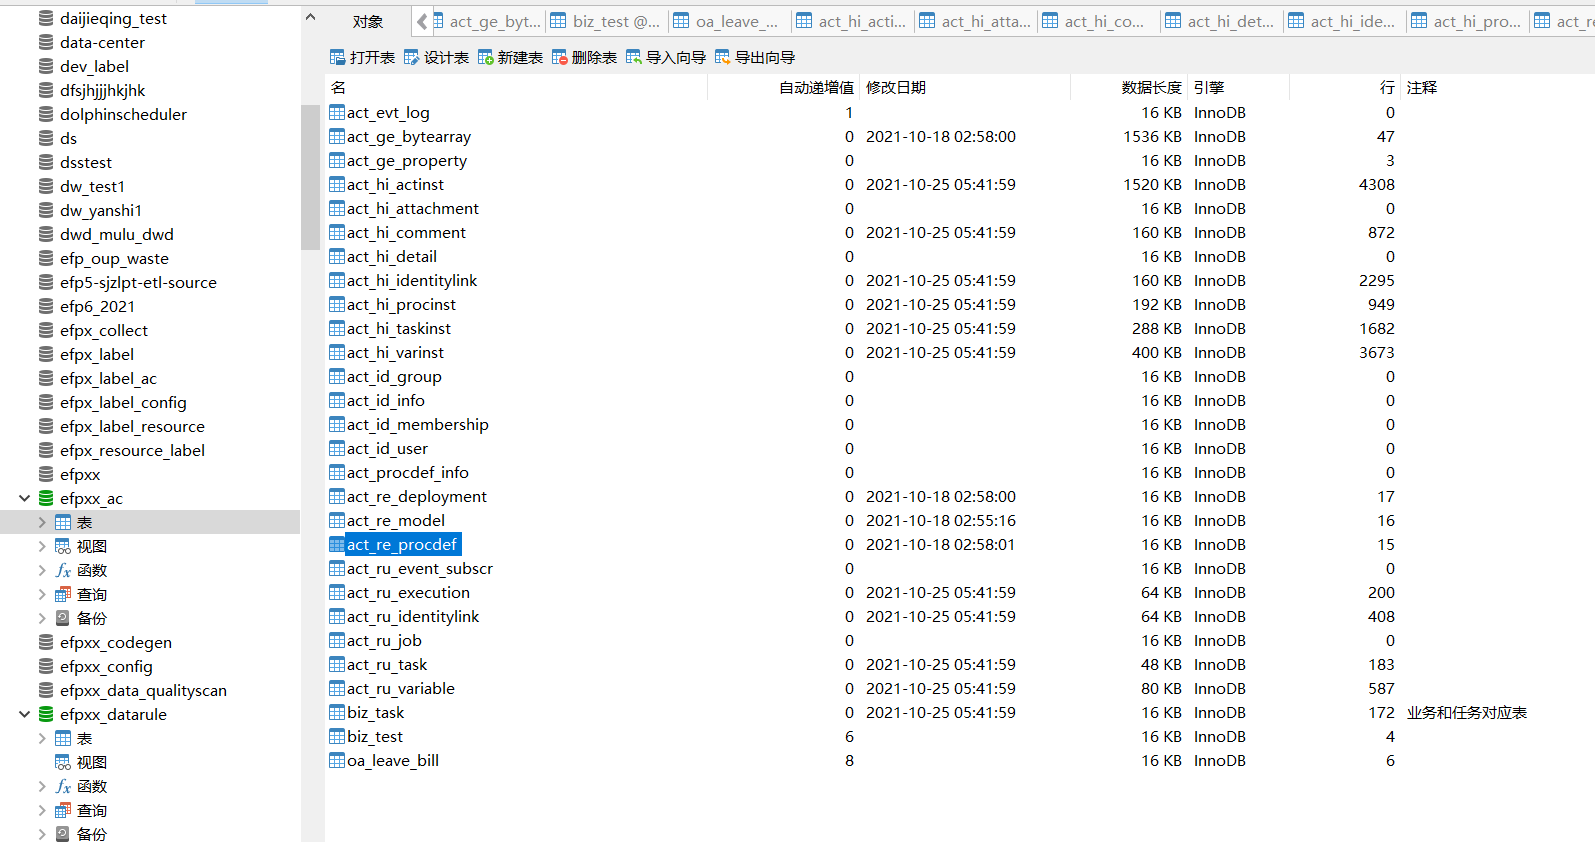 daijieqing_test
data-center
dev_label
dfsjhjjjhkjhk
dolphinscheduler
ds
dsstest
dw_test1
dw_yanshi1
dwd_mulu_dwd
efp_oup_waste
efp5-sjzlpt-etl-source
efp6_2021
efpx_collect
efpx_label
efpx_label_ac
efpx_label_config
efpx_label_resource
efpx_resource_label
efpxx
efpxx_ac
表
视图
函数
查询
备份
efpxx_codegen
efpxx_config
efpxx_data_qualityscan
efpxx_datarule
表
视图
函数
查询
备份
对象 act_ge_byt... biz_test @... oa_leave_... act_hi_acti... act_hi_atta... act_hi_co... act_hi_det... act_hi_ide... act_hi_pro... act_re
打开表 设计表 新建表 删除表 导入向导 导出向导
名 自动递增值 修改日期 数据长度 引擎 行 注释
act_evt_log 1 16 KB InnoDB 0
act_ge_bytearray 0 2021-10-18 02:58:00 1536 KB InnoDB 47
act_ge_property 0 16 KB InnoDB 3
act_hi_actinst 0 2021-10-25 05:41:59 1520 KB InnoDB 4308
act_hi_attachment 0 16 KB InnoDB 0
act_hi_comment 0 2021-10-25 05:41:59 160 KB InnoDB 872
act_hi_detail 0 16 KB InnoDB 0
act_hi_identitylink 0 2021-10-25 05:41:59 160 KB InnoDB 2295
act_hi_procinst 0 2021-10-25 05:41:59 192 KB InnoDB 949
act_hi_taskinst 0 2021-10-25 05:41:59 288 KB InnoDB 1682
act_hi_varinst 0 2021-10-25 05:41:59 400 KB InnoDB 3673
act_id_group 0 16 KB InnoDB 0
act_id_info 0 16 KB InnoDB 0
act_id_membership 0 16 KB InnoDB 0
act_id_user 0 16 KB InnoDB 0
act_procdef_info 0 16 KB InnoDB 0
act_re_deployment 0 2021-10-18 02:58:00 16 KB InnoDB 17
act_re_model 0 2021-10-18 02:55:16 16 KB InnoDB 16
act_re_procdef 0 2021-10-18 02:58:01 16 KB InnoDB 15
act_ru_event_subscr 0 16 KB InnoDB 0
act_ru_execution 0 2021-10-25 05:41:59 64 KB InnoDB 200
act_ru_identitylink 0 2021-10-25 05:41:59 64 KB InnoDB 408
act_ru_job 0 16 KB InnoDB 0
act_ru_task 0 2021-10-25 05:41:59 48 KB InnoDB 183
act_ru_variable 0 2021-10-25 05:41:59 80 KB InnoDB 587
biz_task 0 2021-10-25 05:41:59 16 KB InnoDB 172 业务和任务对应表
biz_test 6 16 KB InnoDB 4
oa_leave_bill 8 16 KB InnoDB 6